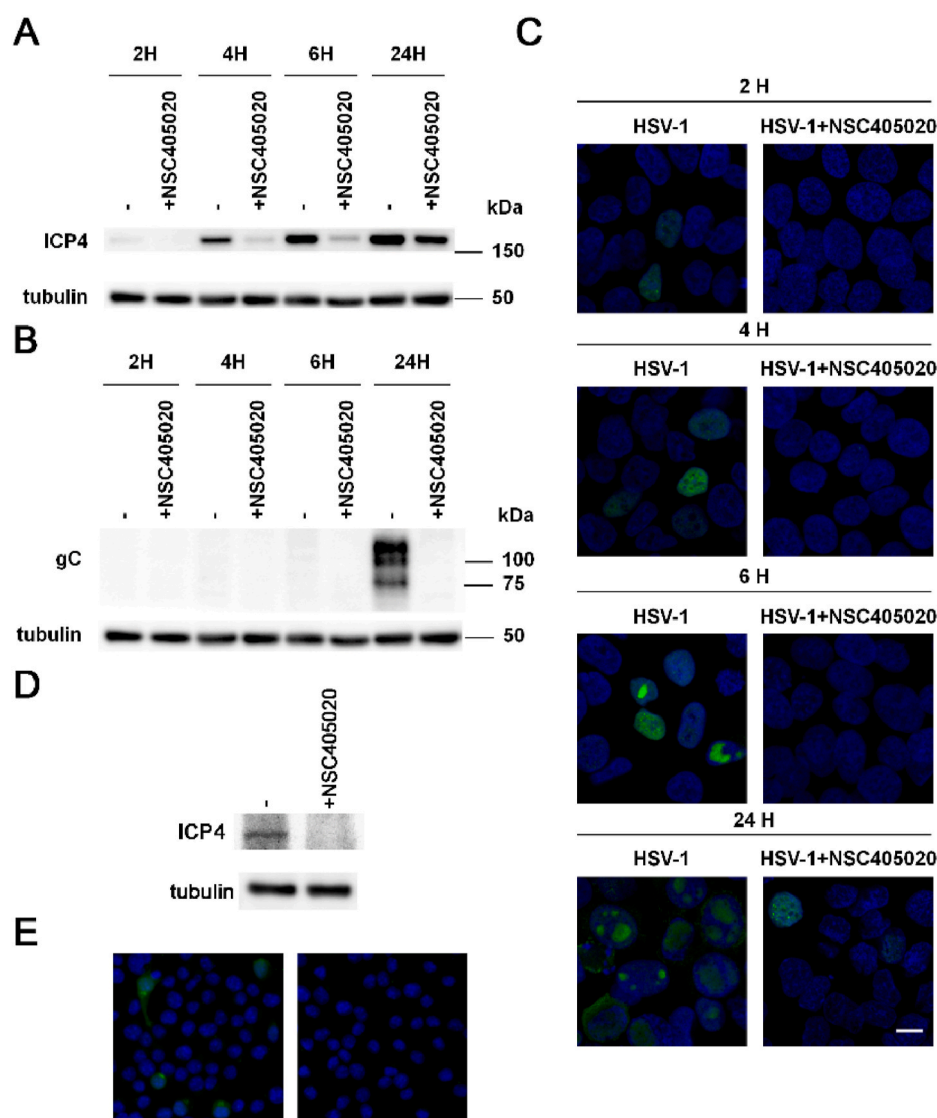 A
2H 4H 6H 24H
- +NSC405020 - +NSC405020 - +NSC405020 - +NSC405020
kDa
ICP4
150
tubulin
50
B
2H 4H 6H 24H
- +NSC405020 - +NSC405020 - +NSC405020 - +NSC405020
kDa
gC
100
75
tubulin
50
C
2 H
HSV-1 HSV-1+NSC405020
4 H
HSV-1 HSV-1+NSC405020
6 H
HSV-1 HSV-1+NSC405020
24 H
HSV-1 HSV-1+NSC405020
D
- +NSC405020
ICP4
tubulin
E